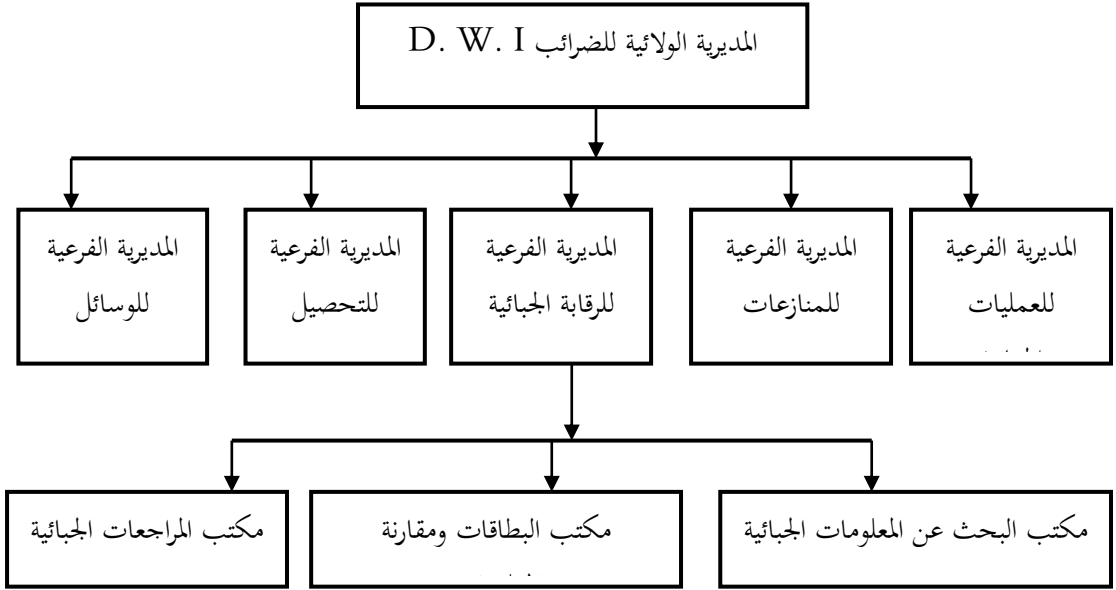 المديرية الولائية للضرائب D. W. I
المديرية الفرعية
للعمليات
المديرية الفرعية
للمنازعات
المديرية الفرعية
للرقابة الجبائية
المديرية الفرعية
للتحصيل
المديرية الفرعية
للوسائل
مكتب البحث عن المعلومات الجبائية
مكتب البطاقات ومقارنة
مكتب المراجعات الجبائية